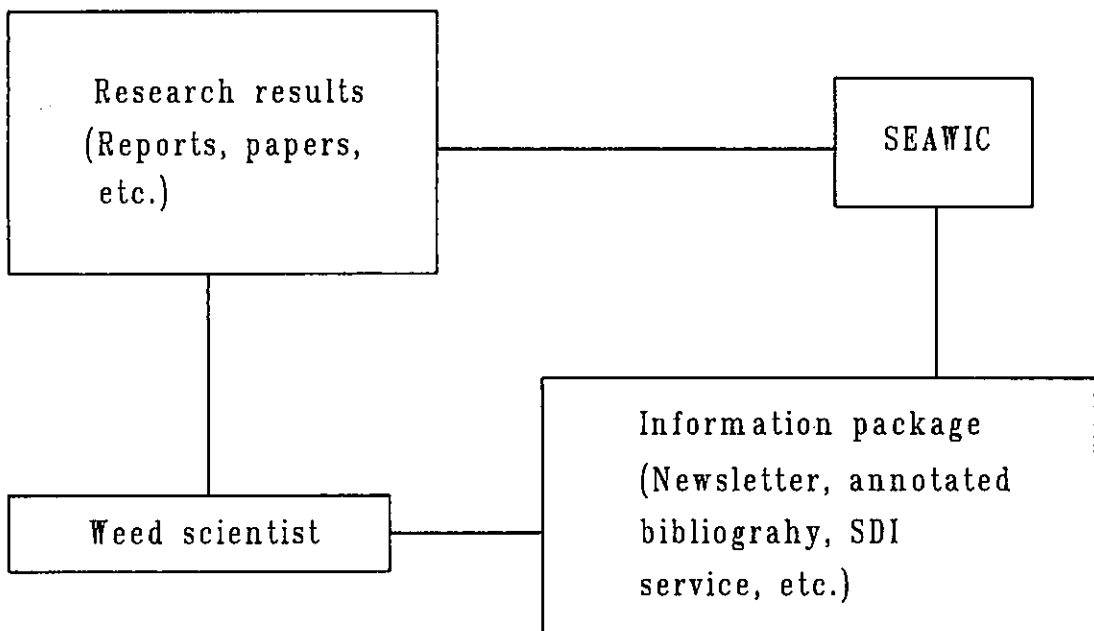 Research results
(Reports, papers,
etc.)
SEAWIC
Information package
(Newsletter, annotated
bibliograhy, SDI
service, etc.)
Weed scientist